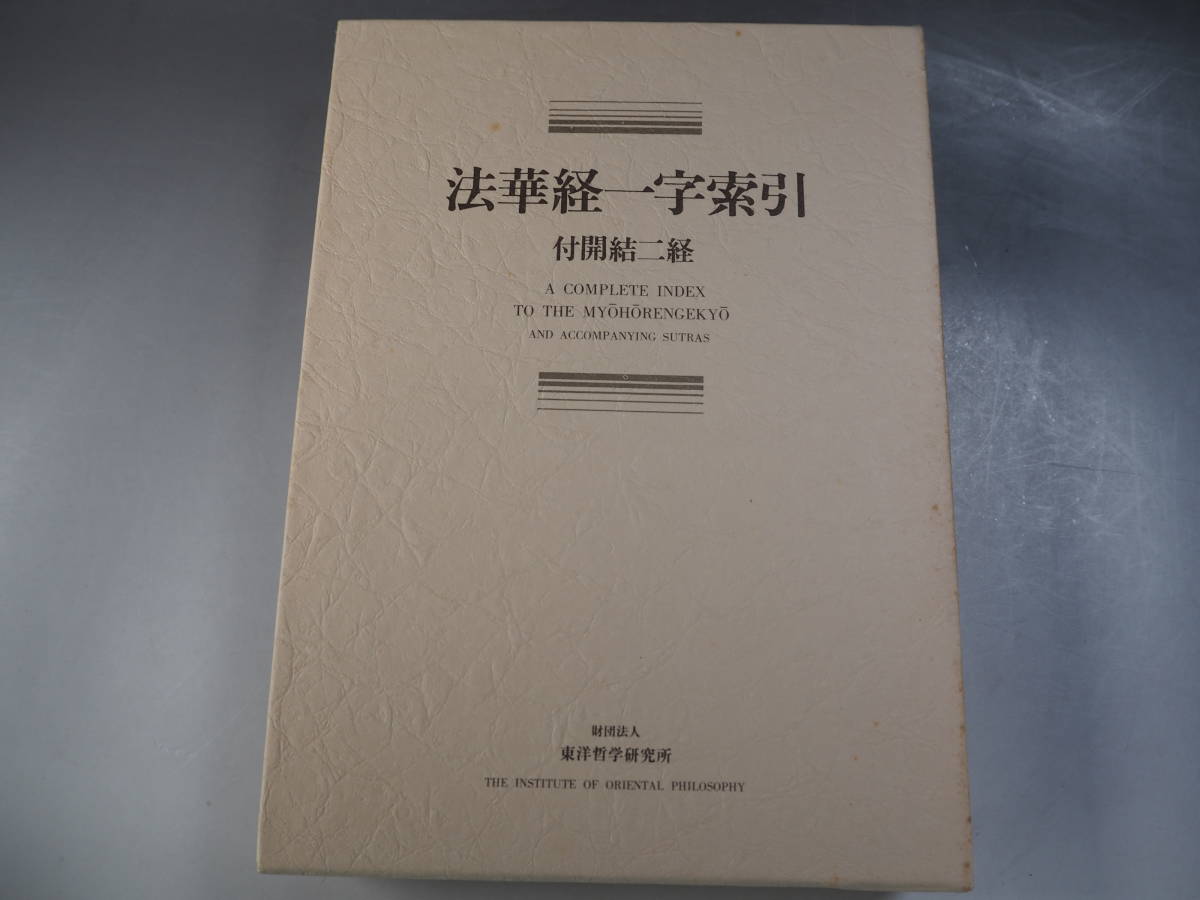 法華経一字索引
付開結二経
A COMPLETE INDEX
TO THE MYŌHŌRENGEKYŌ
AND ACCOMPANYING SUTRAS
財団法人
東洋哲学研究所
THE INSTITUTE OF ORIENTAL PHILOSOPHY